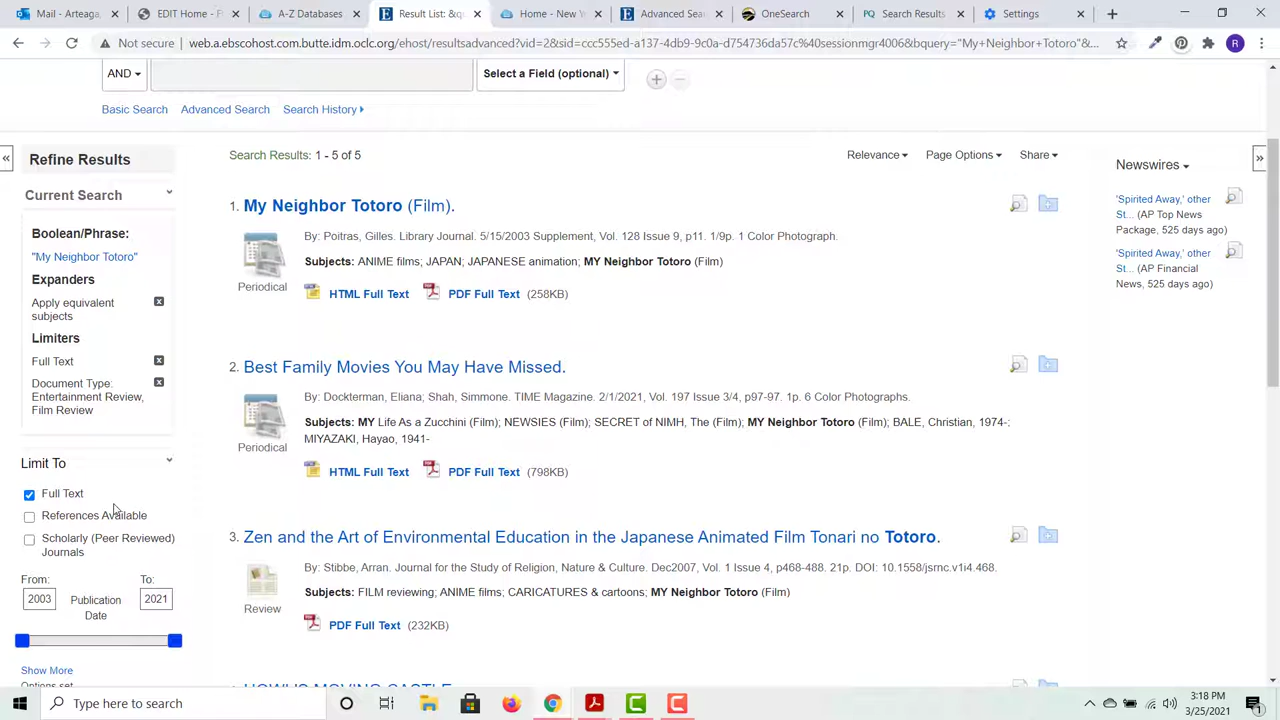 Mail - Arteaga
EDIT Home - F
A-Z Databases
Result List: &qu
Home - New Y
Advanced Sea
OneSearch
Search Results
Settings
Not secure | web.a.ebscohost.com.butte.idm.oclc.org/ehost/resultsadvanced?vid=2&sid=ccc555ed-a137-4db9-9c0a-d754736da57c%40sessionmgr4006&bquery="My+Neighbor+Totoro"&...
R
AND
Select a Field (optional)
Basic Search Advanced Search Search History
Refine Results
Search Results: 1 - 5 of 5
Relevance Page Options Share
Newswires
Current Search
Boolean/Phrase:
"My Neighbor Totoro"
Expanders
Apply equivalent
subjects
Limiters
Full Text
Document Type:
Entertainment Review,
Film Review
Limit To
Full Text
References Available
Scholarly (Peer Reviewed)
Journals
From: To:
2003 Publication 2021
Date
Show More
Options set
1. My Neighbor Totoro (Film).
By: Poitras, Gilles. Library Journal. 5/15/2003 Supplement, Vol. 128 Issue 9, p11. 1/9p. 1 Color Photograph.
Subjects: ANIME films; JAPAN; JAPANESE animation; MY Neighbor Totoro (Film)
Periodical
HTML Full Text PDF Full Text (258KB)
2. Best Family Movies You May Have Missed.
By: Dockterman, Eliana; Shah, Simmone. TIME Magazine. 2/1/2021, Vol. 197 Issue 3/4, p97-97. 1p. 6 Color Photographs.
Subjects: MY Life As a Zucchini (Film); NEWSIES (Film); SECRET of NIMH, The (Film); MY Neighbor Totoro (Film); BALE, Christian, 1974-;
MIYAZAKI, Hayao, 1941-
Periodical
HTML Full Text PDF Full Text (798KB)
3. Zen and the Art of Environmental Education in the Japanese Animated Film Tonari no Totoro.
By: Stibbe, Arran. Journal for the Study of Religion, Nature & Culture. Dec2007, Vol. 1 Issue 4, p468-488. 21p. DOI: 10.1558/jsrnc.v1i4.468.
Subjects: FILM reviewing; ANIME films; CARICATURES & cartoons; MY Neighbor Totoro (Film)
Review
PDF Full Text (232KB)
HOWL'S MOVING CASTLE
'Spirited Away,' other
St... (AP Top News
Package, 525 days ago)
'Spirited Away,' other
St... (AP Financial
News, 525 days ago)
Type here to search
3:18 PM
3/25/2021
1